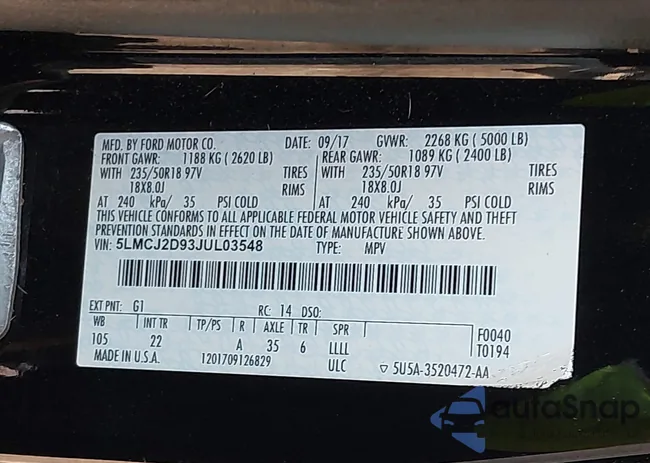 MFD. BY FORD MOTOR CO. DATE: 09/17 GVWR: 2268 KG ( 5000 LB)
FRONT GAWR: 1188 KG ( 2620 LB) REAR GAWR: 1089 KG ( 2400 LB)
WITH 235/50R18 97V TIRES WITH 235/50R18 97V TIRES
18X8.0J RIMS 18X8.0J RIMS
AT 240 kPa/ 35 PSI COLD AT 240 kPa/ 35 PSI COLD
THIS VEHICLE CONFORMS TO ALL APPLICABLE FEDERAL MOTOR VEHICLE SAFETY AND THEFT
PREVENTION STANDARDS IN EFFECT ON THE DATE OF MANUFACTURE SHOWN ABOVE.
VIN: 5LMCJ2D93JUL03548 TYPE: MPV
EXT PNT: G1 RC: 14 DSO:
WB INT TR TP/PS R AXLE TR SPR F0040
105 22 A 35 6 LLLL T0194
MADE IN U.S.A. 1201709126829 ULC 5U5A-3520472-AA
autoSnap